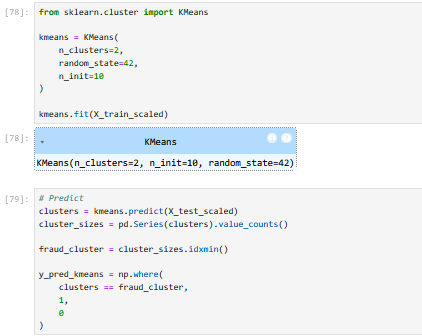 [78]: from sklearn.cluster import KMeans
kmeans = KMeans(
    n_clusters=2,
    random_state=42,
    n_init=10
)
kmeans.fit(X_train_scaled)
[78]: KMeans
KMeans(n_clusters=2, n_init=10, random_state=42)
[79]: # Predict
clusters = kmeans.predict(X_test_scaled)
cluster_sizes = pd.Series(clusters).value_counts()
fraud_cluster = cluster_sizes.idxmin()
y_pred_kmeans = np.where(
    clusters == fraud_cluster,
    1,
    0
)